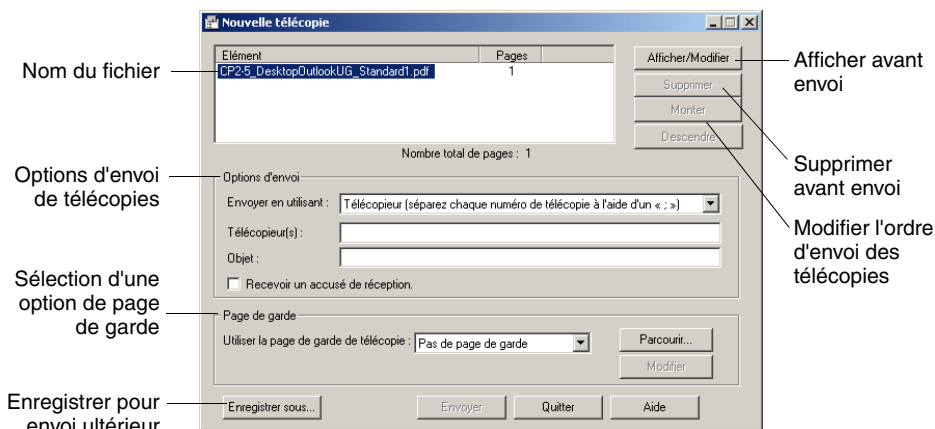 Nouvelle télécopie
Elément Pages
CP2-5_DesktopOutlookUG_Standard1.pdf 1
Nombre total de pages : 1
Afficher/Modifier
Supprimer
Monter
Descendre
Options d'envoi
Envoyer en utilisant : Télécopieur (séparez chaque numéro de télécopie à l'aide d'un « ; »)
Télécopieur(s) :
Objet :
Recevoir un accusé de réception.
Page de garde
Utiliser la page de garde de télécopie : Pas de page de garde
Parcourir...
Modifier
Enregistrer sous... Envoyer Quitter Aide
Nom du fichier
Options d'envoi
de télécopies
Sélection d'une
option de page
de garde
Enregistrer pour
envoi ultérieur
Afficher avant
envoi
Supprimer
avant envoi
Modifier l'ordre
d'envoi des
télécopies